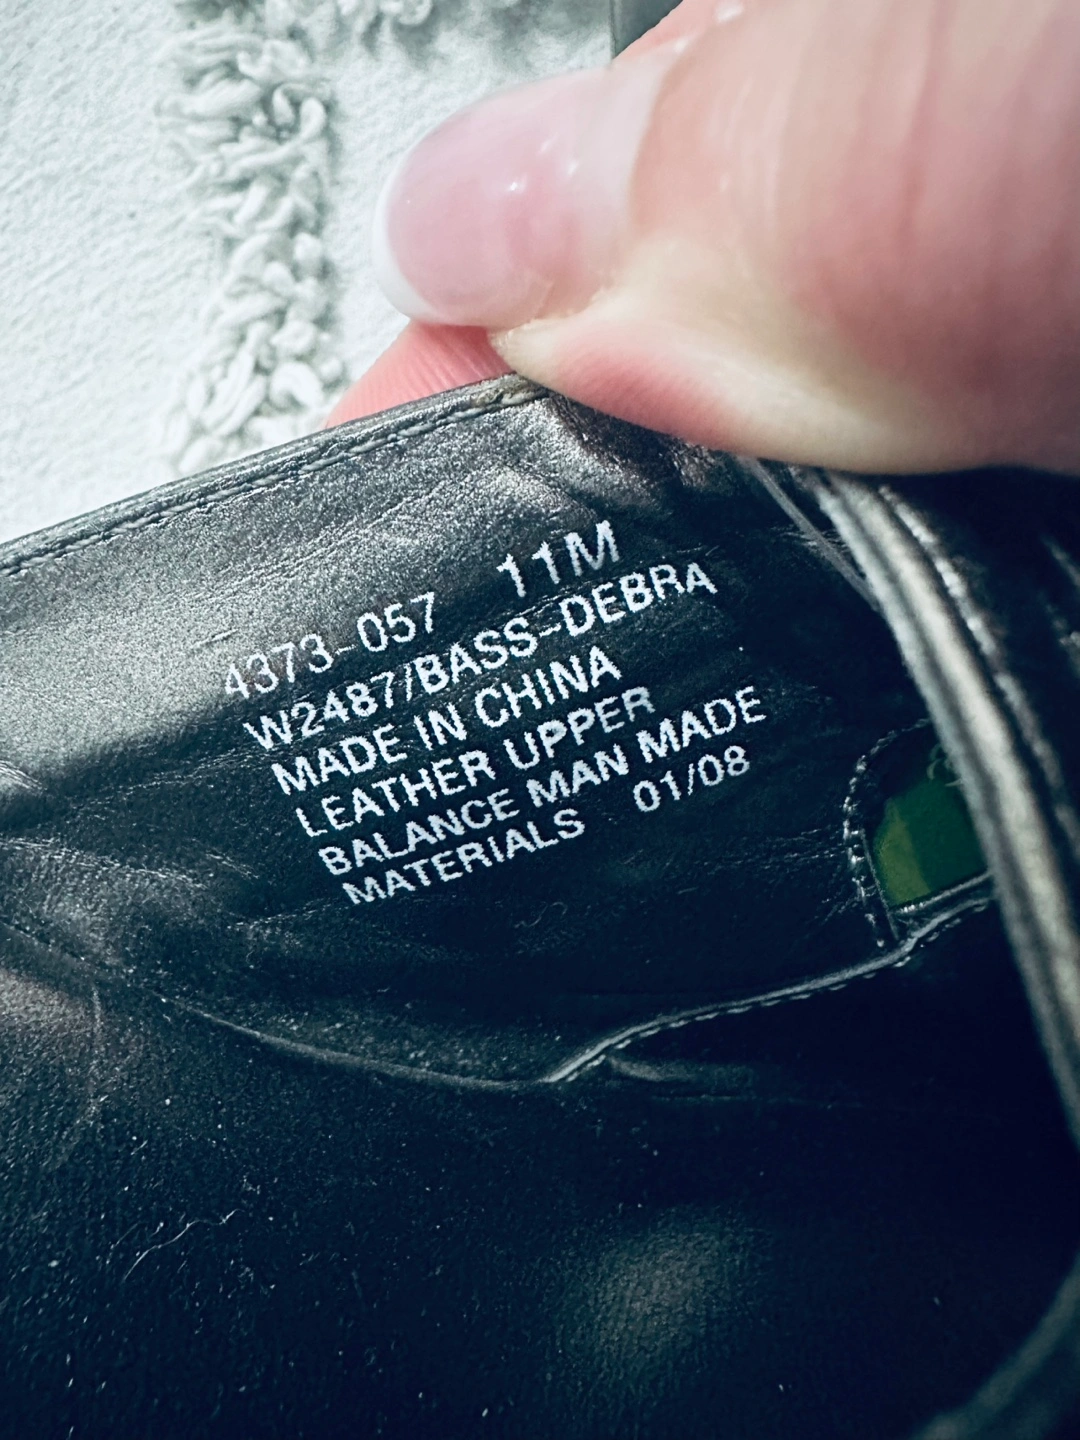 4373-057 11M
W2487/BASS-DEBRA
MADE IN CHINA
LEATHER UPPER
BALANCE MAN MADE
MATERIALS 01/08